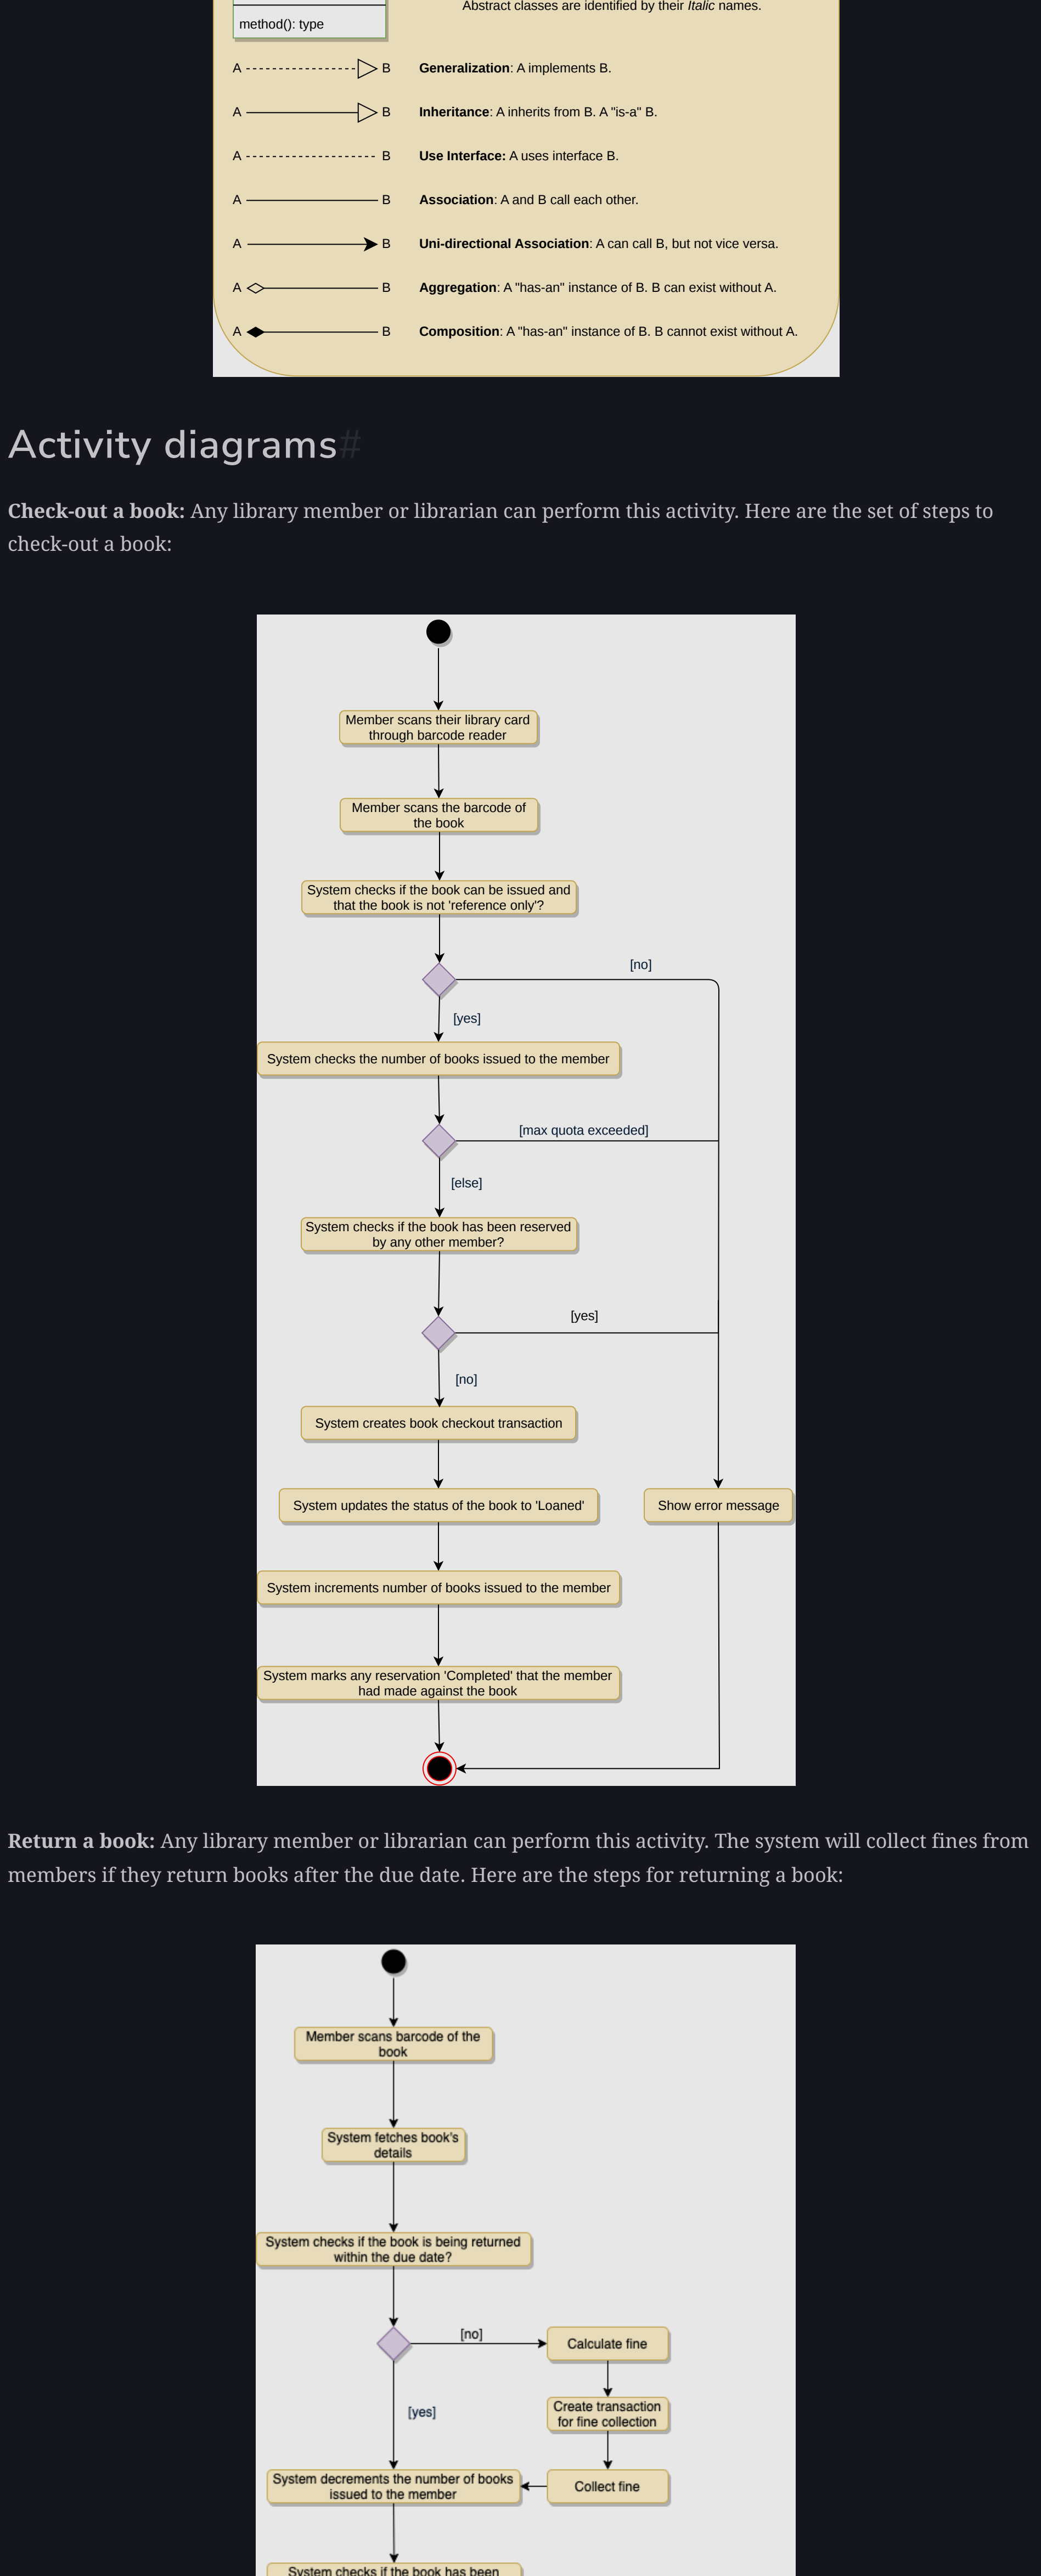 Abstract classes are identified by their Italic names.
method(): type
A B Generalization: A implements B.
A B Inheritance: A inherits from B. A "is-a" B.
A B Use Interface: A uses interface B.
A B Association: A and B call each other.
A B Uni-directional Association: A can call B, but not vice versa.
A B Aggregation: A "has-an" instance of B. B can exist without A.
A B Composition: A "has-an" instance of B. B cannot exist without A.
Activity diagrams#
Check-out a book: Any library member or librarian can perform this activity. Here are the set of steps to
check-out a book:
Member scans their library card
through barcode reader
Member scans the barcode of
the book
System checks if the book can be issued and
that the book is not 'reference only'?
[no]
[yes]
System checks the number of books issued to the member
[max quota exceeded]
[else]
System checks if the book has been reserved
by any other member?
[yes]
[no]
System creates book checkout transaction
System updates the status of the book to 'Loaned'
Show error message
System increments number of books issued to the member
System marks any reservation 'Completed' that the member
had made against the book
Return a book: Any library member or librarian can perform this activity. The system will collect fines from
members if they return books after the due date. Here are the steps for returning a book:
Member scans barcode of the
book
System fetches book's
details
System checks if the book is being returned
within the due date?
[no]
Calculate fine
[yes]
Create transaction
for fine collection
System decrements the number of books
issued to the member
Collect fine
System checks if the book has been